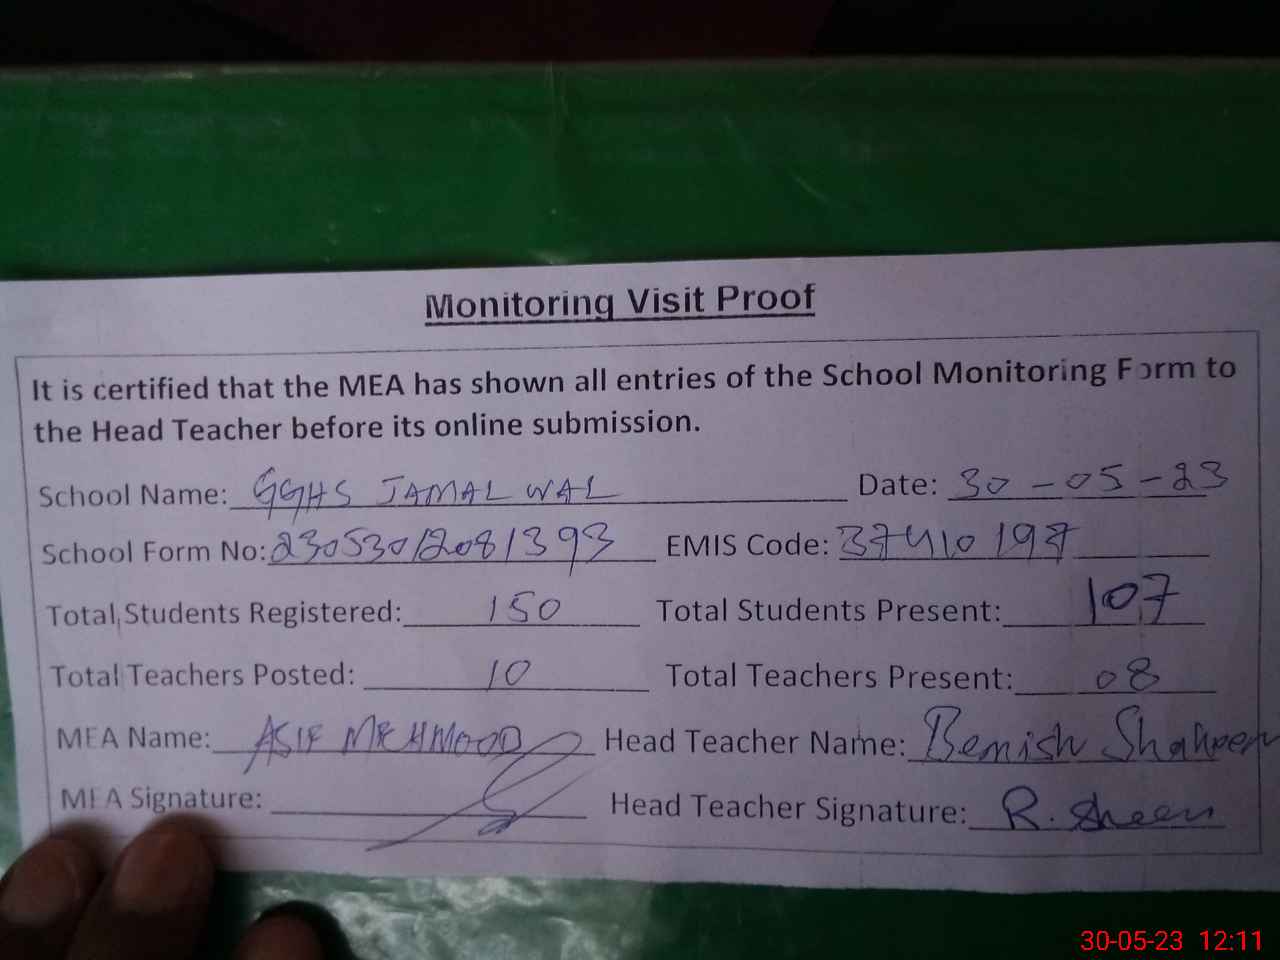 Monitoring Visit Proof
It is certified that the MEA has shown all entries of the School Monitoring Form to
the Head Teacher before its online submission.
School Name: GGHS JAMAL WAL Date: 30-05-23
School Form No: 23053012081393 EMIS Code: 37410197
Total Students Registered: 150 Total Students Present: 107
Total Teachers Posted: 10 Total Teachers Present: 08
MEA Name: ASIF MEHMOOD Head Teacher Name: Bemish Shaheen
MEA Signature: Head Teacher Signature: R. Sheen
30-05-23 12:11